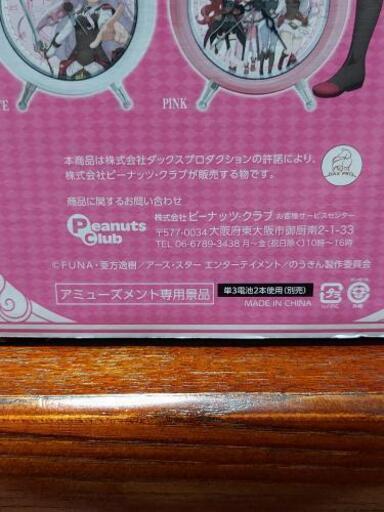 PINK
本商品は株式会社ダックスプロダクションの許諾により、
株式会社ピーナッツ・クラブが販売する物です。
DAX PRO.
商品に関するお問い合わせ
Peanuts Club
株式会社ピーナッツ・クラブ お客様サービスセンター
〒577-0034 大阪府東大阪市御厨南2-1-33
TEL 06-6789-3438 月〜金(祝日除く)10時〜16時
©FUNA・亜方逸樹／アース・スター エンターテイメント／のうきん製作委員会
アミューズメント専用景品
単3電池2本使用(別売)
MADE IN CHINA